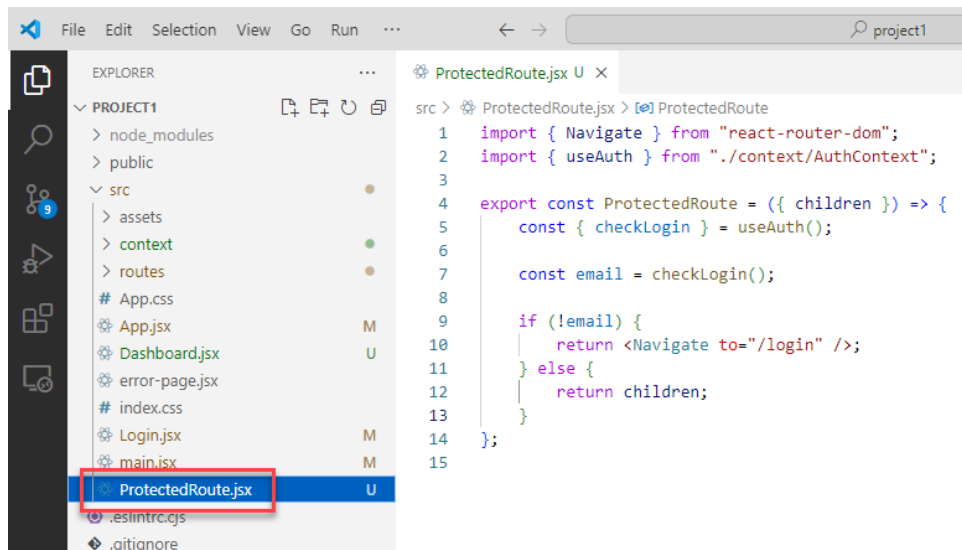 File Edit Selection View Go Run ··· project1
EXPLORER ···
PROJECT1
node_modules
public
src
assets
context
routes
# App.css
App.jsx M
Dashboard.jsx U
error-page.jsx
# index.css
Login.jsx M
main.jsx M
ProtectedRoute.jsx U
.eslintrc.cjs
.gitignore
9
ProtectedRoute.jsx U ×
src > ProtectedRoute.jsx > ProtectedRoute
1 import { Navigate } from "react-router-dom";
2 import { useAuth } from "./context/AuthContext";
3
4 export const ProtectedRoute = ({ children }) => {
5 const { checkLogin } = useAuth();
6
7 const email = checkLogin();
8
9 if (!email) {
10 return <Navigate to="/login" />;
11 } else {
12 return children;
13 }
14 };
15